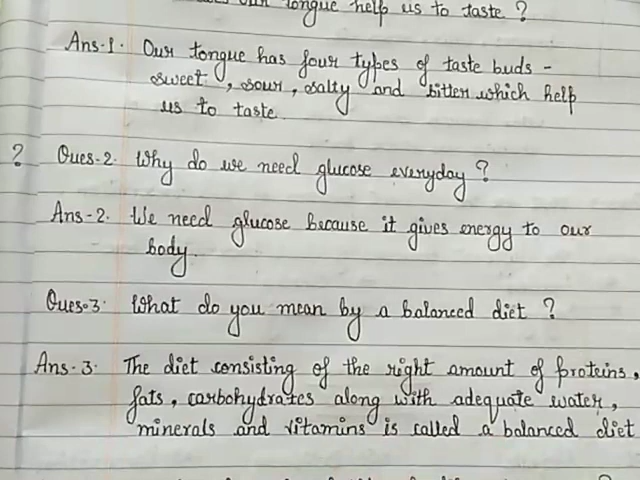 tongue help us to taste ?
Ans-1. Our tongue has four types of taste buds -
sweet, sour, salty and bitter which help
us to taste
? Ques-2. Why do we need glucose everyday ?
Ans-2. We need glucose because it gives energy to our
body.
Ques-3. What do you mean by a balanced diet ?
Ans-3. The diet consisting of the right amount of proteins,
fats, carbohydrates along with adequate water,
minerals and vitamins is called a balanced diet